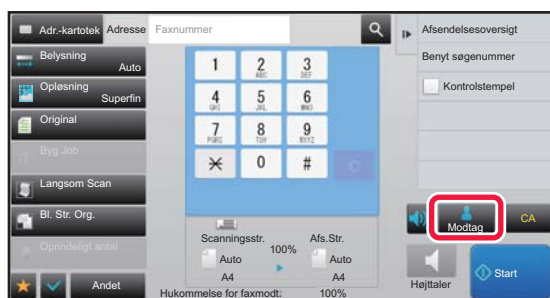 Adr.-kartotek Adresse Faxnummer
Afsendelsesoversigt
Belysning
Auto
Benyt søgenummer
Opløsning
Superfin
Kontrolstempel
Original
Byg Job
Langsom Scan
Bl. Str. Org.
Oprindeligt antal
Andet
1 2 3
ABC DEF
4 5 6
GHI JKL MNO
7 8 9
PQRS TUV WXYZ
0 #
Scanningsstr. 100% Afs.Str.
Auto Auto
A4 A4
Hukommelse for faxmodt.: 100%
Modtag
CA
Højttaler
Start